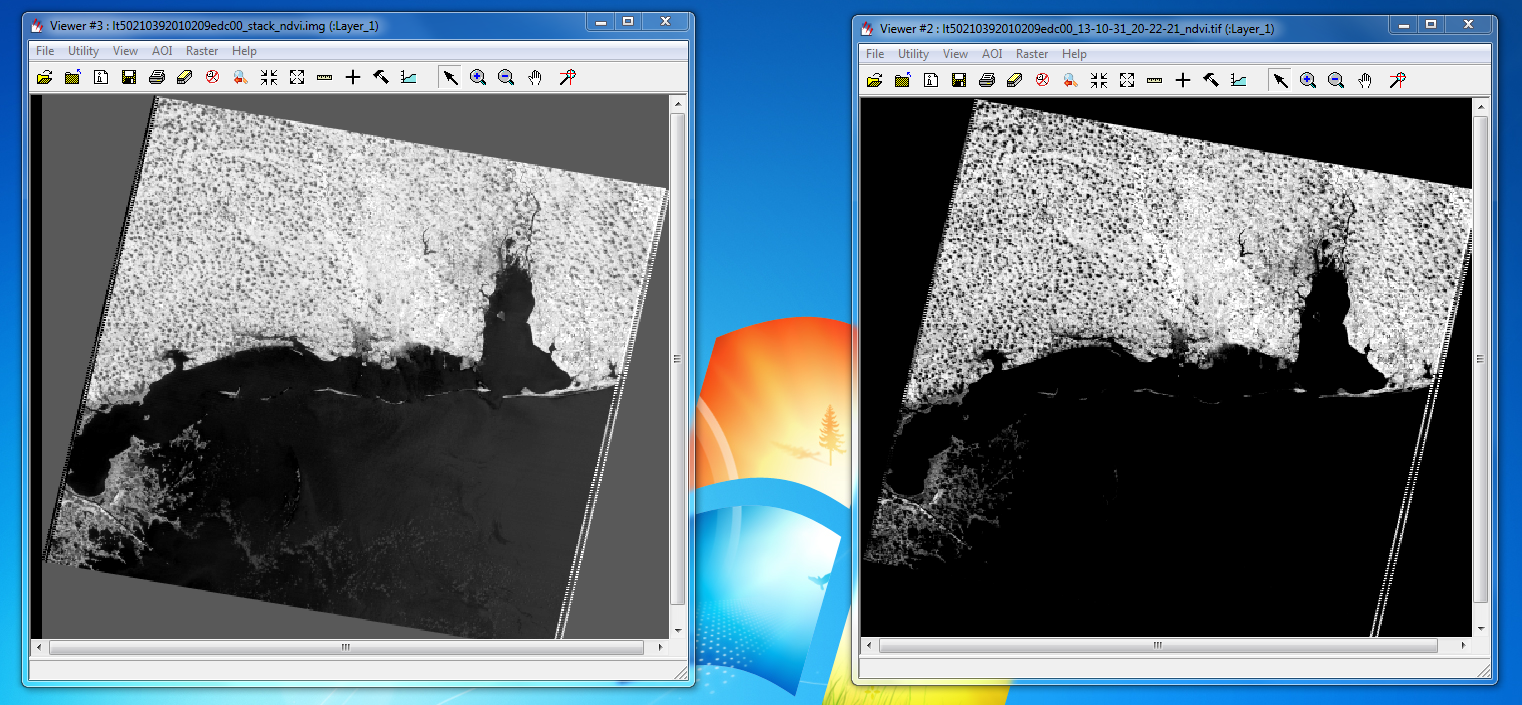 Viewer #3 : lt50210392010209edc00_stack_ndvi.img (:Layer_1)
File Utility View AOI Raster Help
Viewer #2 : lt50210392010209edc00_13-10-31_20-22-21_ndvi.tif (:Layer_1)
File Utility View AOI Raster Help